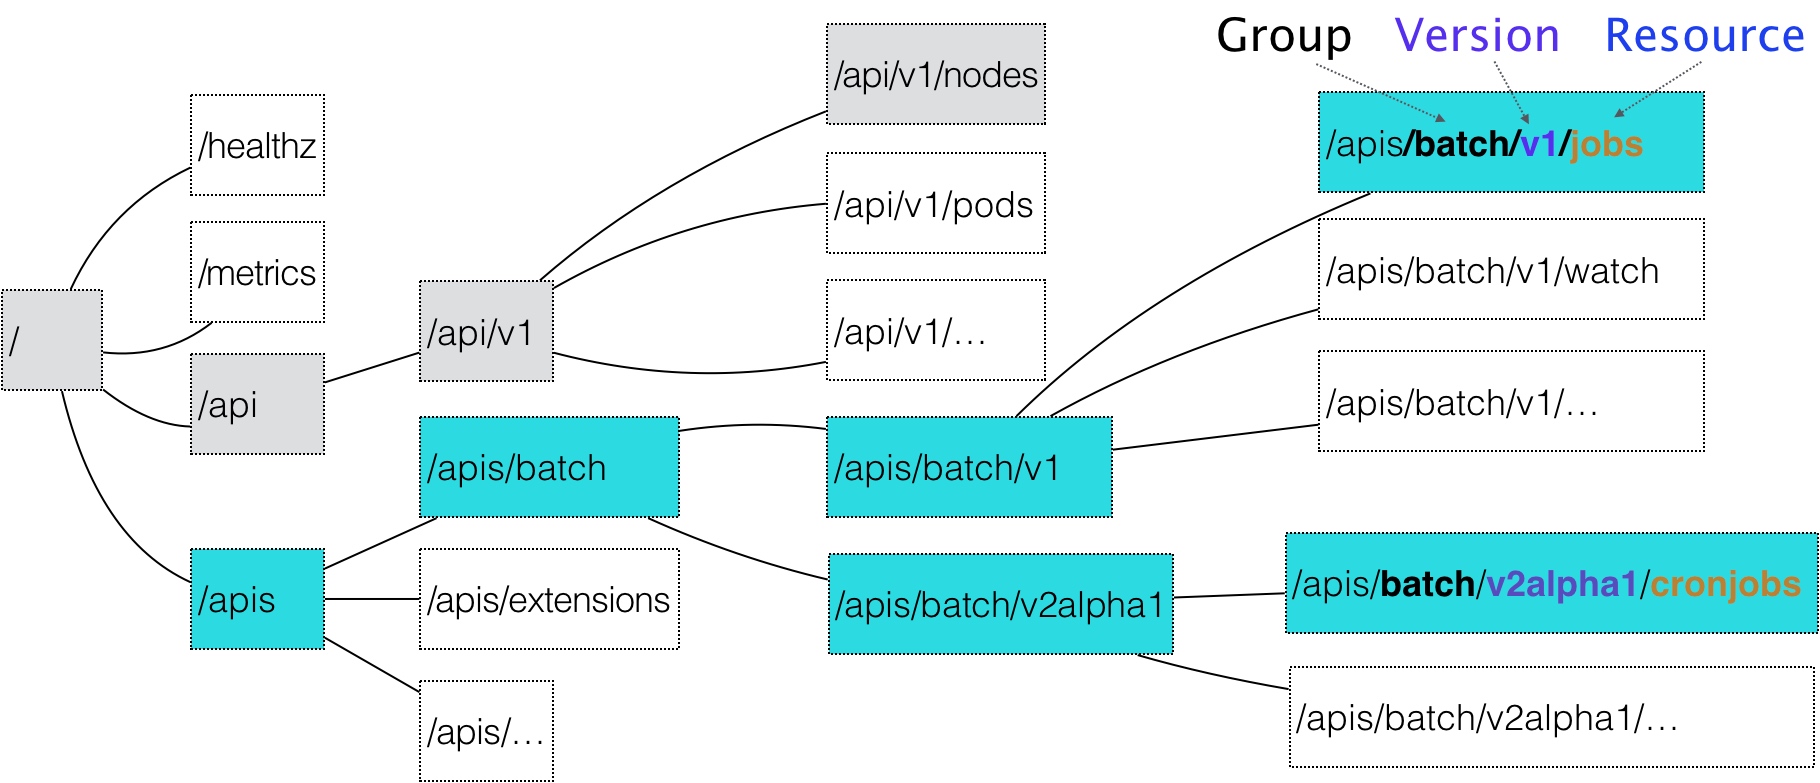 Group Version Resource
/api/v1/nodes
/healthz
/apis/batch/v1/jobs
/api/v1/pods
/metrics
/apis/batch/v1/watch
/
/api/v1
/api/v1/...
/api
/apis/batch/v1/...
/apis/batch
/apis/batch/v1
/apis
/apis/extensions
/apis/batch/v2alpha1
/apis/batch/v2alpha1/cronjobs
/apis/...
/apis/batch/v2alpha1/...